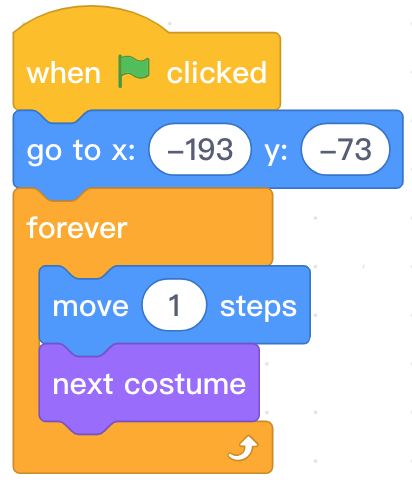 when clicked
go to x: −193 y: −73
forever
move 1 steps
next costume